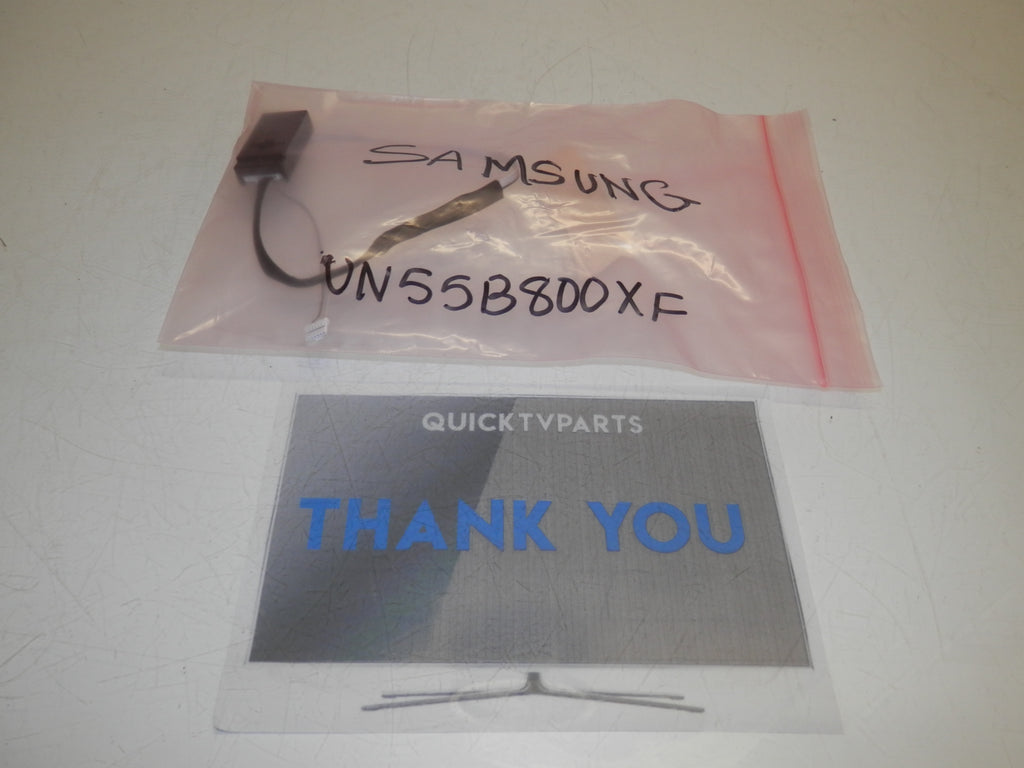 SAMSUNG
UN55B800XF
QUICKTVPARTS
THANK YOU